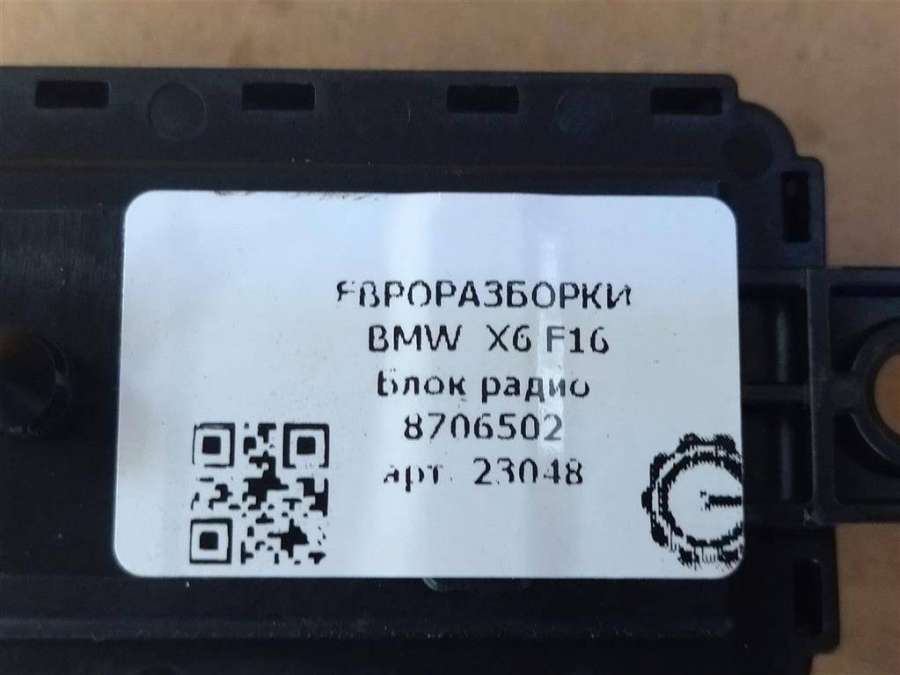 ЕВРОРАЗБОРКИ
BMW X6 F16
Блок радио
8706502
арт. 23048